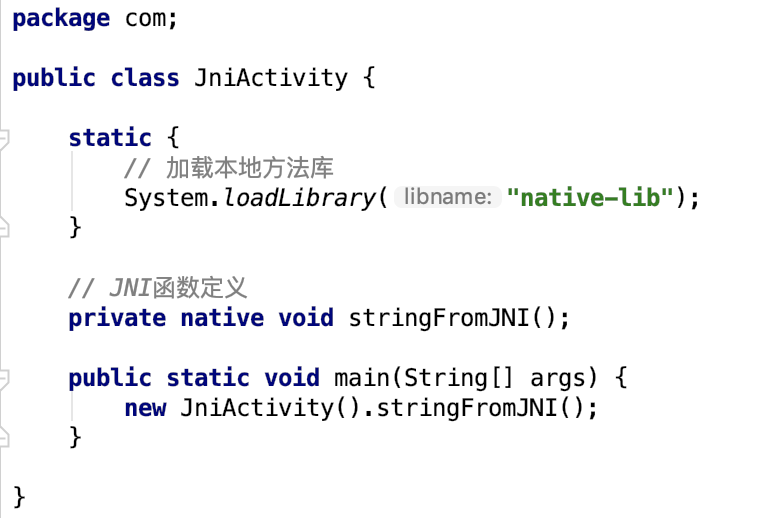 package com;
public class JniActivity {
static {
// 加载本地方法库
System.loadLibrary( libname: "native-lib");
}
// JNI函数定义
private native void stringFromJNI();
public static void main(String[] args) {
new JniActivity().stringFromJNI();
}
}